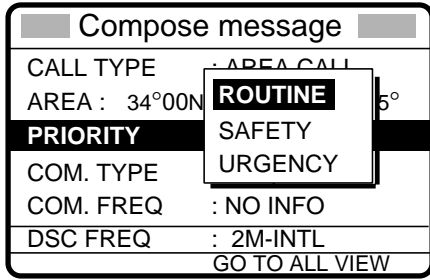 Compose message
CALL TYPE : AREA CALL
AREA : 34°00N 5°
ROUTINE
PRIORITY
SAFETY
COM. TYPE
URGENCY
COM. FREQ : NO INFO
DSC FREQ : 2M-INTL
GO TO ALL VIEW